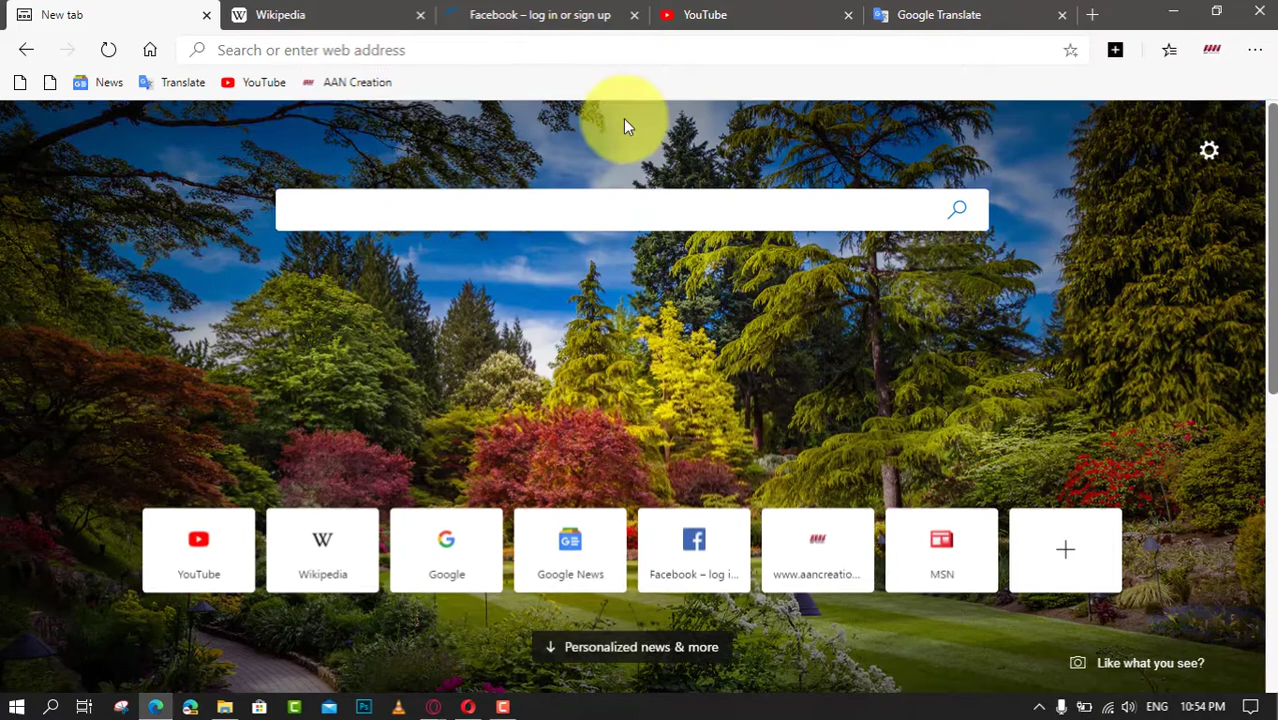 New tab
Wikipedia
Facebook – log in or sign up
YouTube
Google Translate
Search or enter web address
News
Translate
YouTube
AAN Creation
YouTube
Wikipedia
Google
Google News
Facebook – log i...
www.aancreatio...
MSN
Personalized news & more
Like what you see?
ENG
10:54 PM